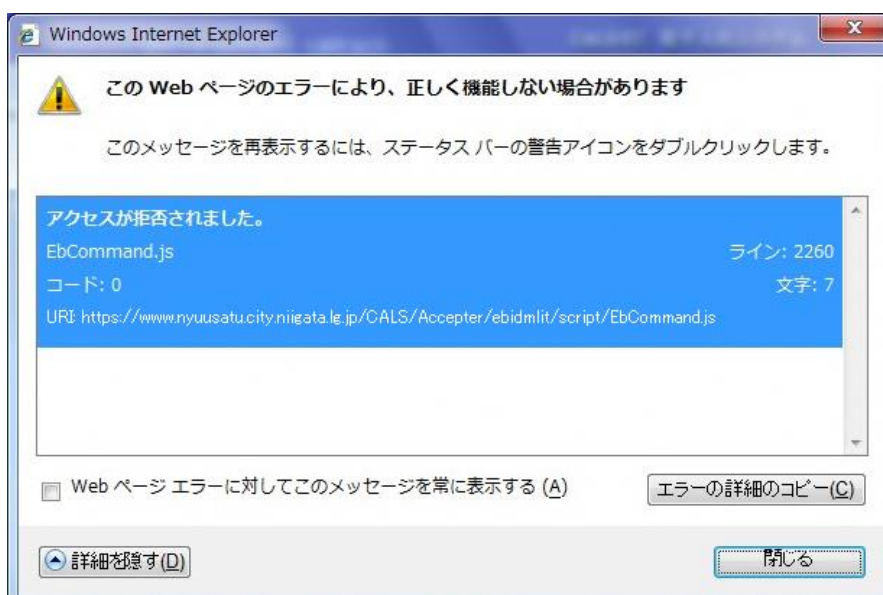 Windows Internet Explorer
この Web ページのエラーにより、正しく機能しない場合があります
このメッセージを再表示するには、ステータス バーの警告アイコンをダブルクリックします。
アクセスが拒否されました。
EbCommand.js ライン: 2260
コード: 0 文字: 7
URI: https://www.nyuusatu.city.niigata.lg.jp/CALS/Accepter/ebidmlit/script/EbCommand.js
Web ページ エラーに対してこのメッセージを常に表示する (A)
エラーの詳細のコピー(C)
詳細を隠す(D)
閉じる